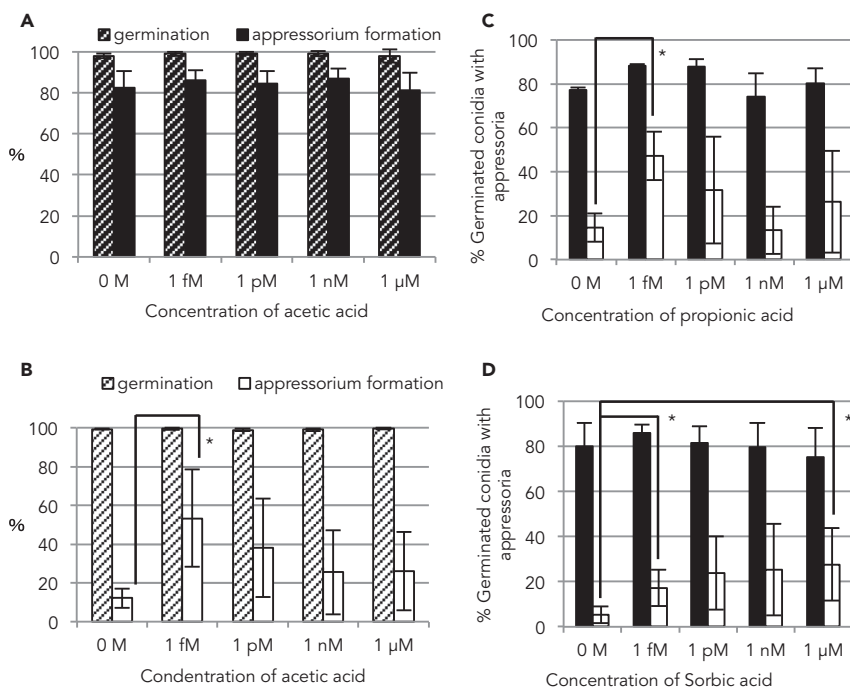 A
germination appressorium formation
100
80
60
40
20
0
%
0 M 1 fM 1 pM 1 nM 1 µM
Concentration of acetic acid
B
germination appressorium formation
100
80
60
40
20
0
%
*
0 M 1 fM 1 pM 1 nM 1 µM
Condentration of acetic acid
C
% Germinated conidia with
appressoria
100
80
60
40
20
0
*
0 M 1 fM 1 pM 1 nM 1 µM
Concentration of propionic acid
D
% Germinated conidia with
appressoria
100
80
60
40
20
0
* *
0 M 1 fM 1 pM 1 nM 1 µM
Concentration of Sorbic acid